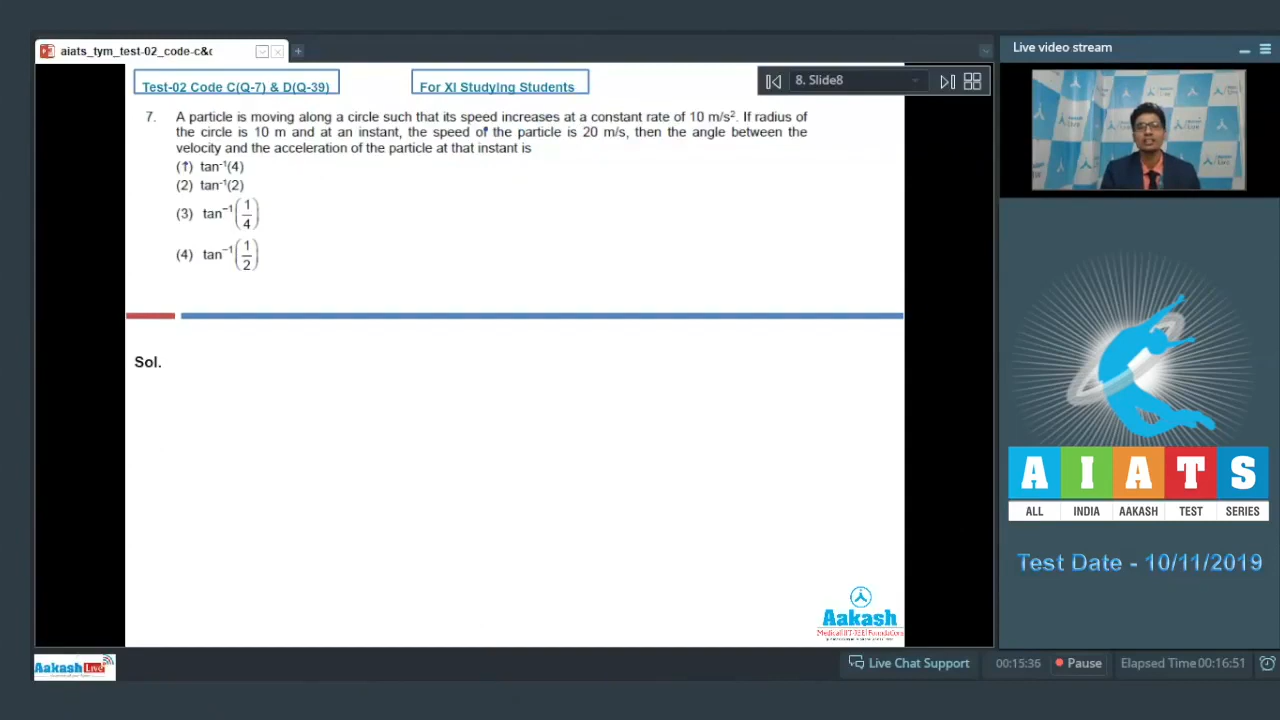 aiats_tym_test-02_code-c&c
Live video stream
Test-02 Code C(Q-7) & D(Q-39)
For XI Studying Students
8. Slide8
7. A particle is moving along a circle such that its speed increases at a constant rate of 10 m/s². If radius of
the circle is 10 m and at an instant, the speed of the particle is 20 m/s, then the angle between the
velocity and the acceleration of the particle at that instant is
(1) tan⁻¹(4)
(2) tan⁻¹(2)
(3) tan⁻¹(1/4)
(4) tan⁻¹(1/2)
Sol.
A I A T S
ALL INDIA AAKASH TEST SERIES
Test Date - 10/11/2019
Aakash
Medical|IIT-JEE|Foundations
Aakash Live
Live Chat Support
00:15:36
Pause
Elapsed Time 00:16:51